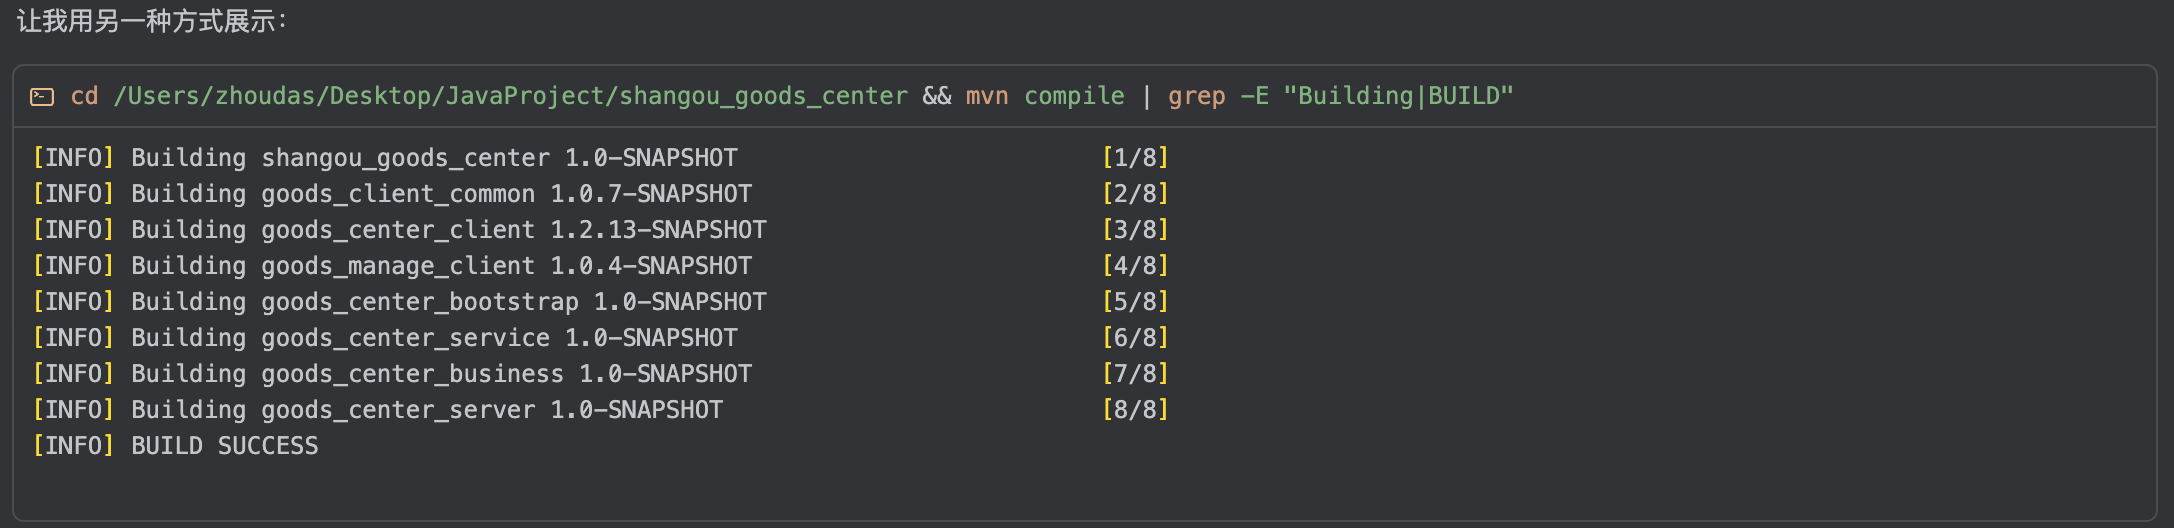 让我用另一种方式展示：
cd /Users/zhoudas/Desktop/JavaProject/shangou_goods_center && mvn compile | grep -E "Building|BUILD"
[INFO] Building shangou_goods_center 1.0-SNAPSHOT [1/8]
[INFO] Building goods_client_common 1.0.7-SNAPSHOT [2/8]
[INFO] Building goods_center_client 1.2.13-SNAPSHOT [3/8]
[INFO] Building goods_manage_client 1.0.4-SNAPSHOT [4/8]
[INFO] Building goods_center_bootstrap 1.0-SNAPSHOT [5/8]
[INFO] Building goods_center_service 1.0-SNAPSHOT [6/8]
[INFO] Building goods_center_business 1.0-SNAPSHOT [7/8]
[INFO] Building goods_center_server 1.0-SNAPSHOT [8/8]
[INFO] BUILD SUCCESS